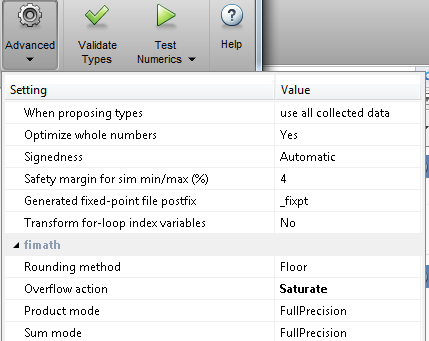 Advanced Validate Test Help
Types Numerics
Setting Value
When proposing types use all collected data
Optimize whole numbers Yes
Signedness Automatic
Safety margin for sim min/max (%) 4
Generated fixed-point file postfix _fixpt
Transform for-loop index variables No
fimath
Rounding method Floor
Overflow action Saturate
Product mode FullPrecision
Sum mode FullPrecision